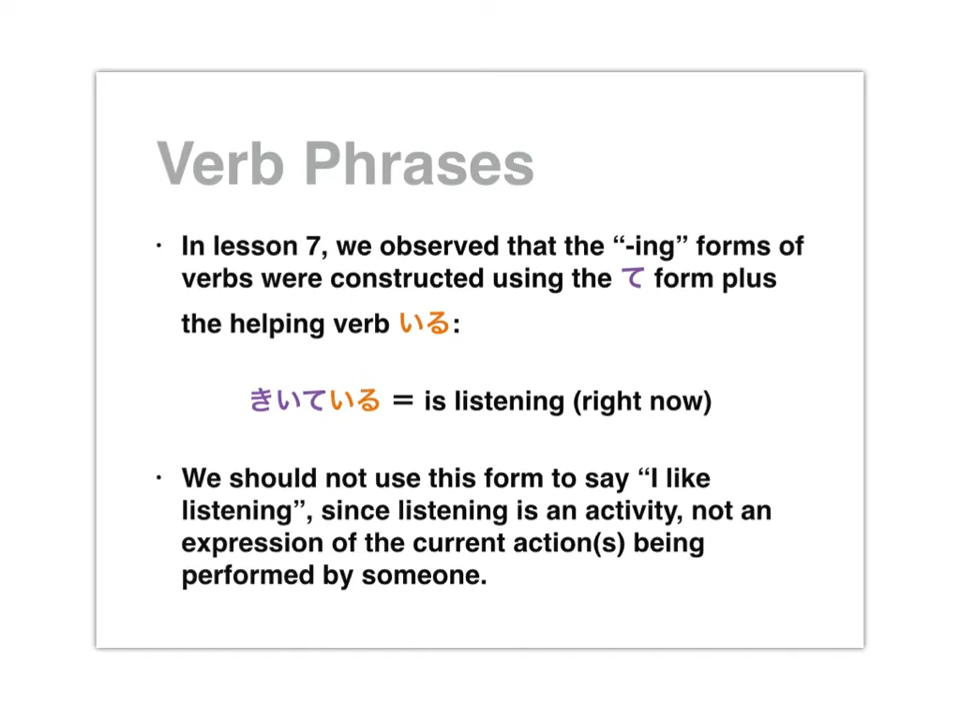 Verb Phrases
• In lesson 7, we observed that the “-ing” forms of
verbs were constructed using the て form plus
the helping verb いる:
きいている = is listening (right now)
• We should not use this form to say “I like
listening”, since listening is an activity, not an
expression of the current action(s) being
performed by someone.